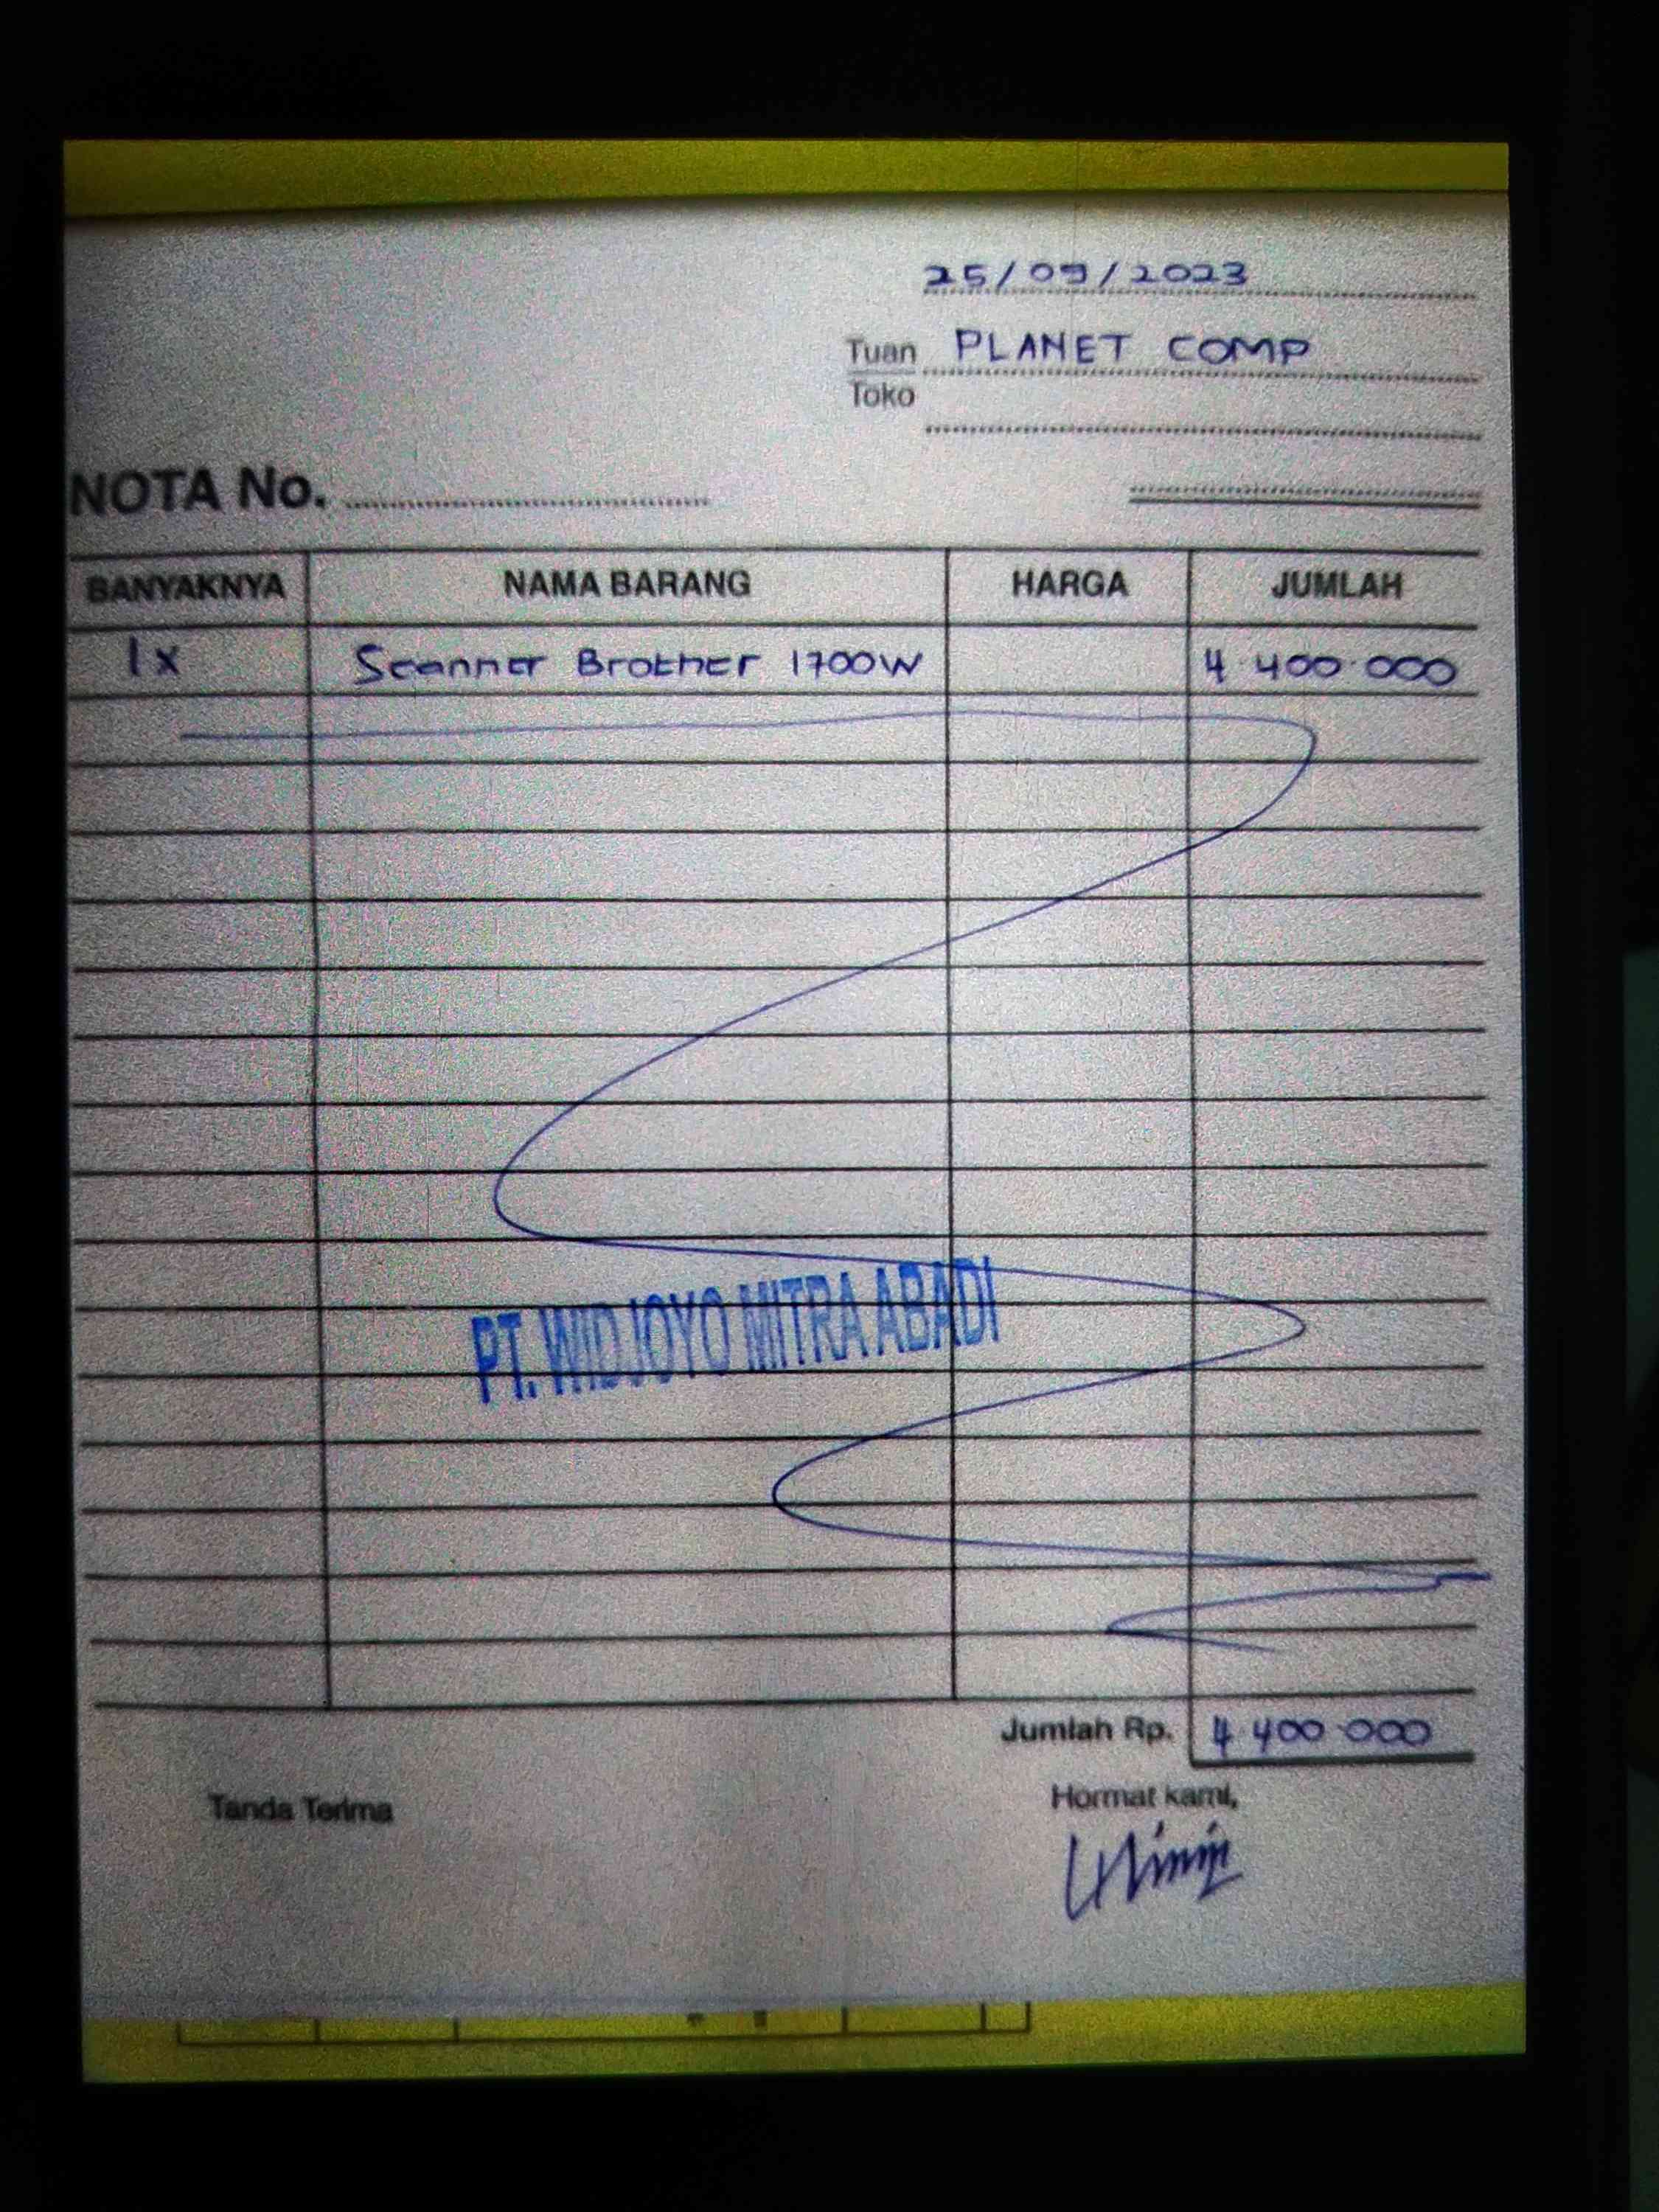 25/09/2023
Tuan PLANET COMP
Toko
NOTA No.
BANYAKNYA NAMA BARANG HARGA JUMLAH
1x Scanner Brother 1700W 4.400.000
PT. WIDJOYO MITRA ABADI
Jumlah Rp. 4.400.000
Tanda Terima Hormat kami,